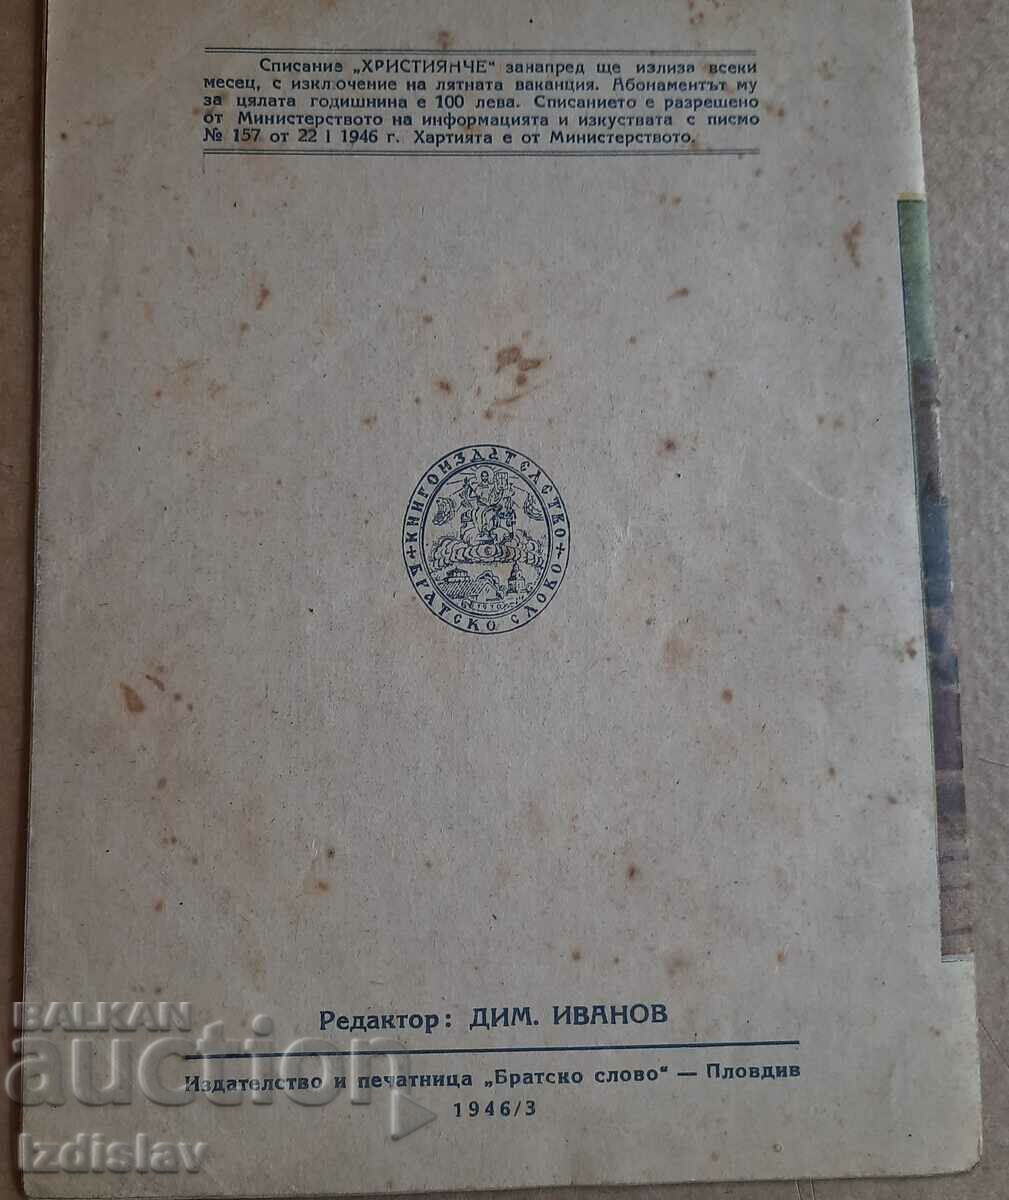 Списание „ХРИСТИЯНЧЕ“ занапред ще излиза всеки
месец, с изключение на лятната ваканция. Абонаментът му
за цялата годишнина е 100 лева. Списанието е разрешено
от Министерството на информацията и изкуствата с писмо
№ 157 от 22 I 1946 г. Хартията е от Министерството.
КНИГОИЗДАТЕЛСТВО
БРАТСКО СЛОВО
Редактор: ДИМ. ИВАНОВ
Издателство и печатница „Братско слово“ — Пловдив
1946/3
BALKAN
auction
Izdislav